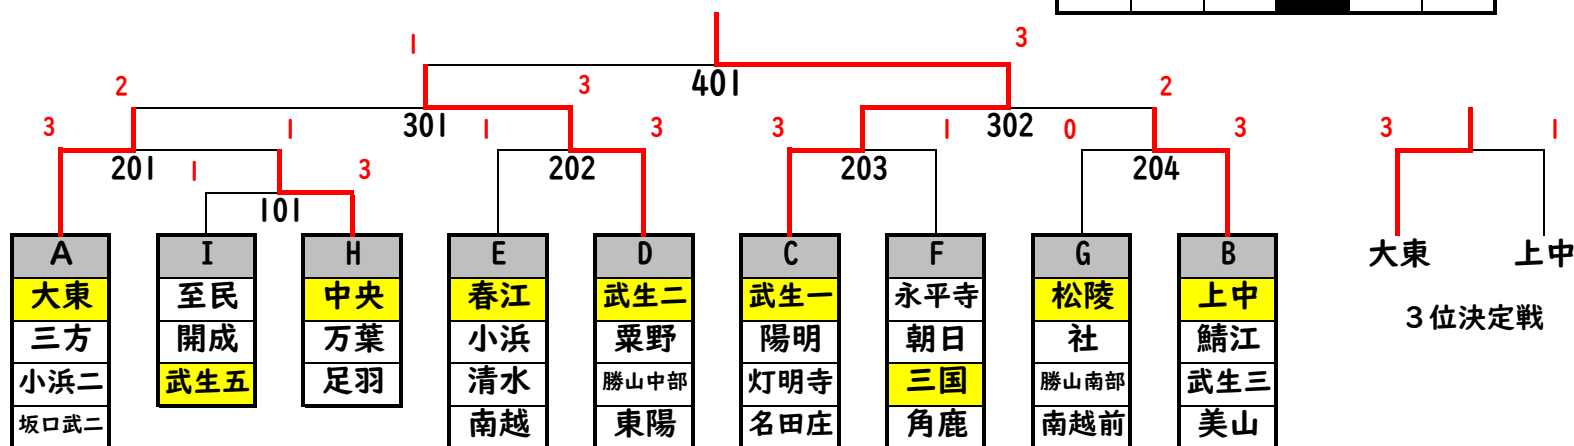 1 3
401
2 3 2
301 302
3 1 1 3 3 1 0 3 3 1
201 202 203 204
1 3
101
A I H E D C F G B
大東 上中
大東 至民 中央 春江 武生二 武生一 永平寺 松陵 上中
３位決定戦
三方 開成 万葉 小浜 粟野 陽明 朝日 社 鯖江
小浜二 武生五 足羽 清水 勝山中部 灯明寺 三国 勝山南部 武生三
坂口武二 南越 東陽 名田庄 角鹿 南越前 美山